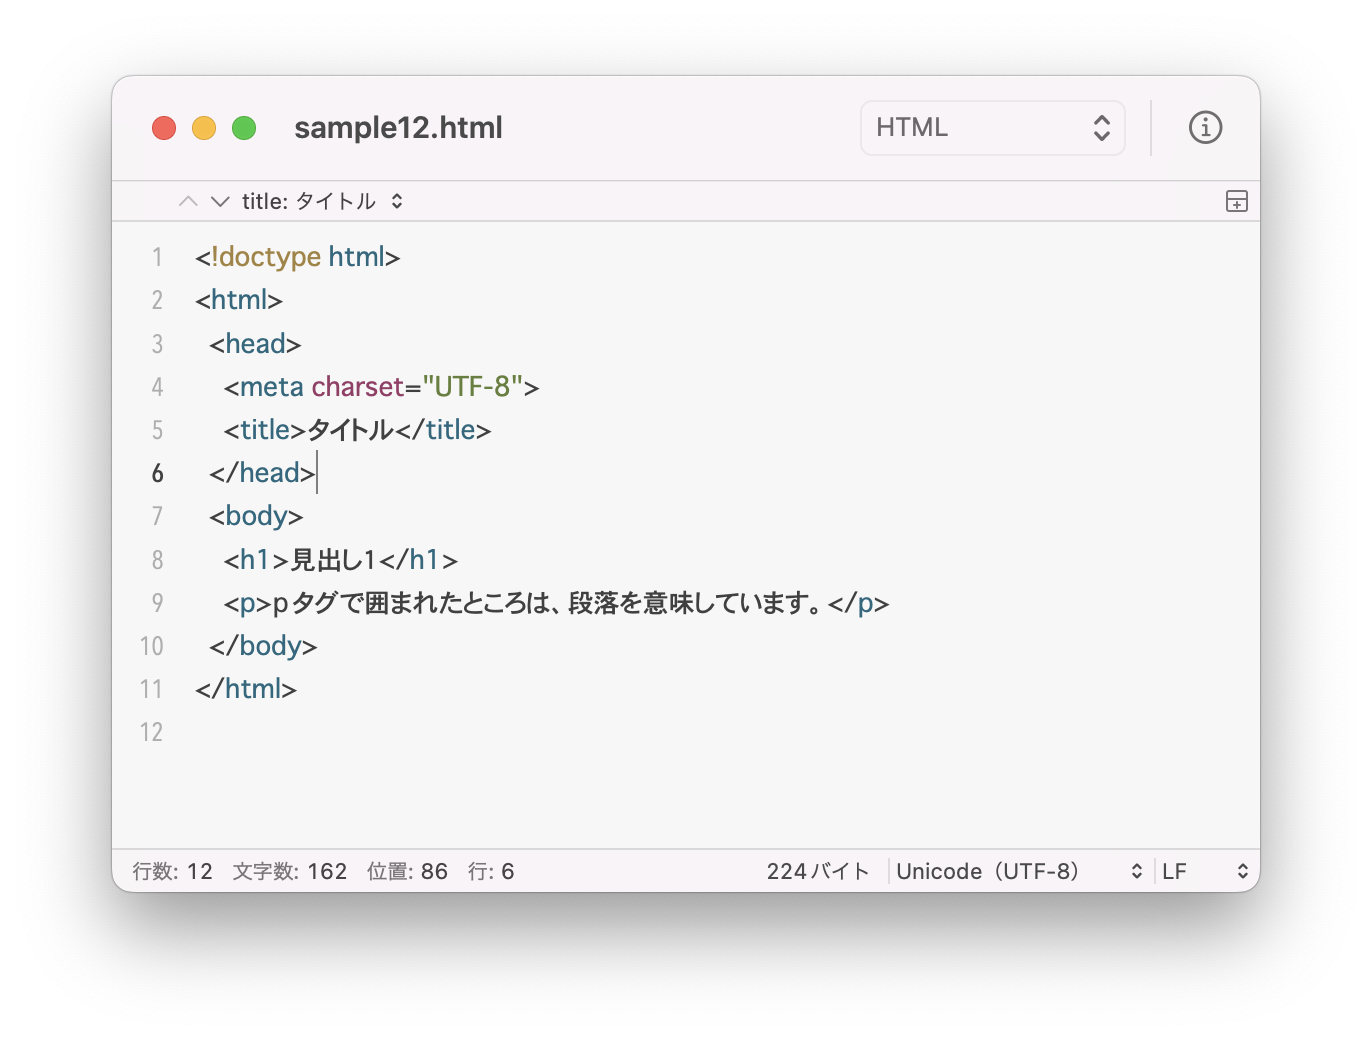 sample12.html HTML
title: タイトル
1 <!doctype html>
2 <html>
3 <head>
4 <meta charset="UTF-8">
5 <title>タイトル</title>
6 </head>
7 <body>
8 <h1>見出し1</h1>
9 <p>pタグで囲まれたところは、段落を意味しています。</p>
10 </body>
11 </html>
12
行数: 12 文字数: 162 位置: 86 行: 6 224バイト Unicode（UTF-8） LF